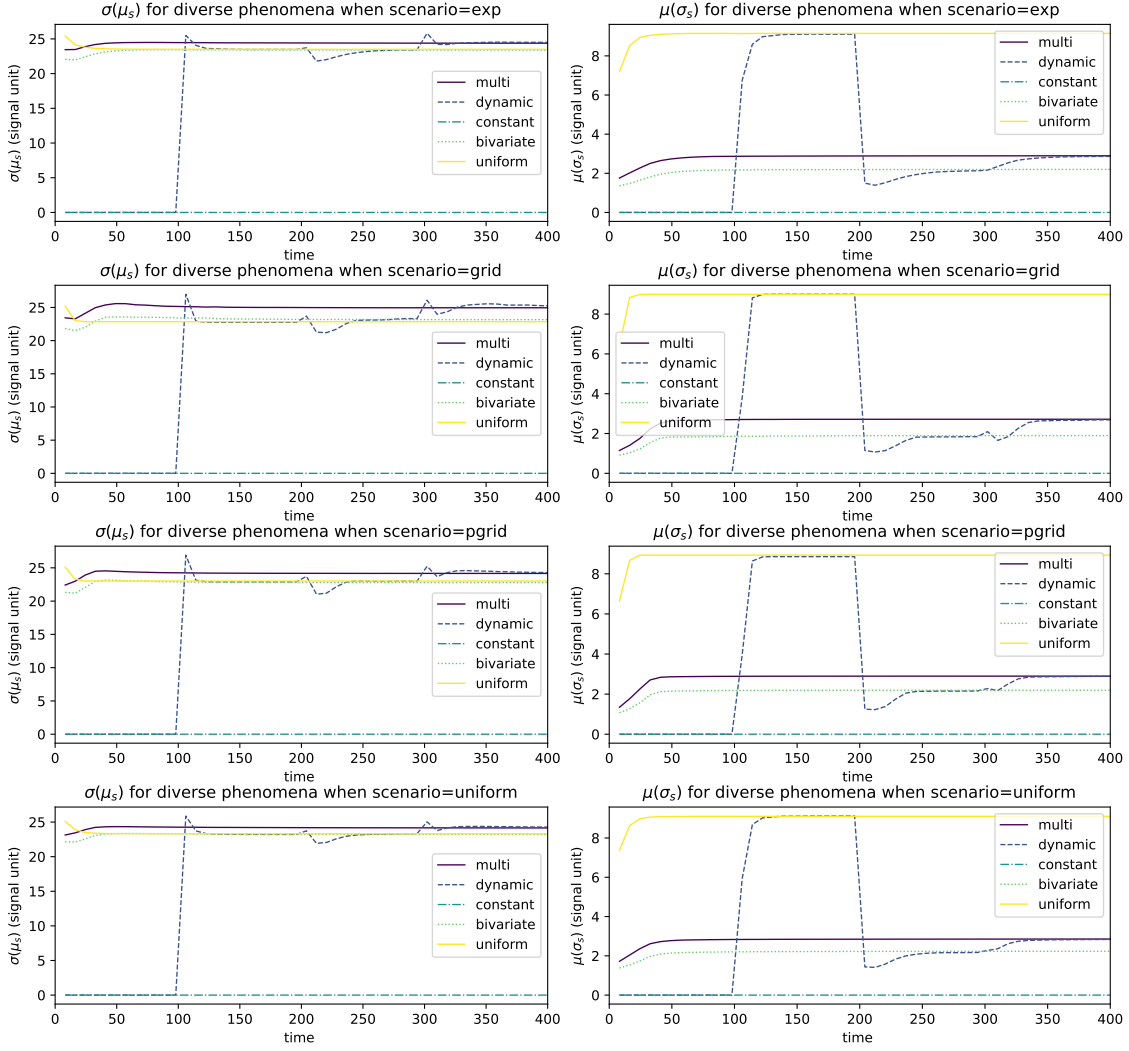 σ(μₛ) for diverse phenomena when scenario=exp
σ(μₛ) (signal unit)
25
20
15
10
5
0
multi
dynamic
constant
bivariate
uniform
0 50 100 150 200 250 300 350 400
time
μ(σₛ) for diverse phenomena when scenario=exp
μ(σₛ) (signal unit)
8
6
4
2
0
multi
dynamic
constant
bivariate
uniform
0 50 100 150 200 250 300 350 400
time
σ(μₛ) for diverse phenomena when scenario=grid
σ(μₛ) (signal unit)
25
20
15
10
5
0
multi
dynamic
constant
bivariate
uniform
0 50 100 150 200 250 300 350 400
time
μ(σₛ) for diverse phenomena when scenario=grid
μ(σₛ) (signal unit)
8
6
4
2
0
multi
dynamic
constant
bivariate
uniform
0 50 100 150 200 250 300 350 400
time
σ(μₛ) for diverse phenomena when scenario=pgrid
σ(μₛ) (signal unit)
25
20
15
10
5
0
multi
dynamic
constant
bivariate
uniform
0 50 100 150 200 250 300 350 400
time
μ(σₛ) for diverse phenomena when scenario=pgrid
μ(σₛ) (signal unit)
8
6
4
2
0
multi
dynamic
constant
bivariate
uniform
0 50 100 150 200 250 300 350 400
time
σ(μₛ) for diverse phenomena when scenario=uniform
σ(μₛ) (signal unit)
25
20
15
10
5
0
multi
dynamic
constant
bivariate
uniform
0 50 100 150 200 250 300 350 400
time
μ(σₛ) for diverse phenomena when scenario=uniform
μ(σₛ) (signal unit)
8
6
4
2
0
multi
dynamic
constant
bivariate
uniform
0 50 100 150 200 250 300 350 400
time